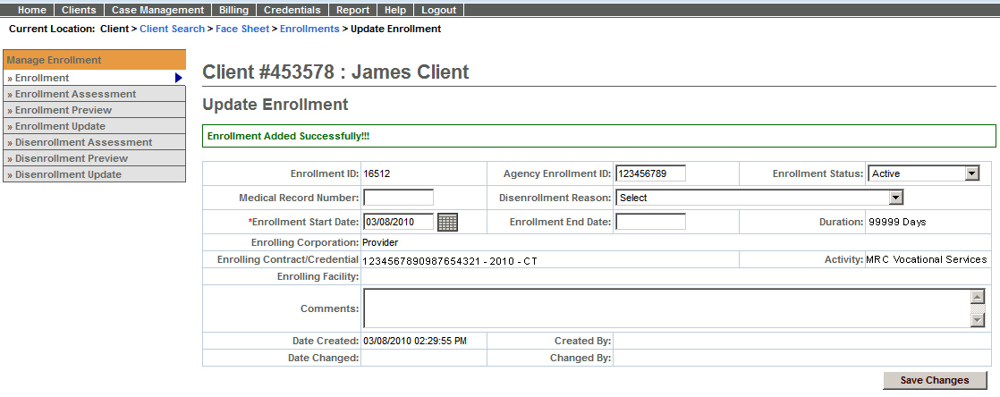 Home Clients Case Management Billing Credentials Report Help Logout
Current Location: Client > Client Search > Face Sheet > Enrollments > Update Enrollment
Manage Enrollment
» Enrollment
» Enrollment Assessment
» Enrollment Preview
» Enrollment Update
» Disenrollment Assessment
» Disenrollment Preview
» Disenrollment Update
Client #453578 : James Client
Update Enrollment
Enrollment Added Successfully!!!
Enrollment ID: 16512 Agency Enrollment ID: 123456789 Enrollment Status: Active
Medical Record Number: Disenrollment Reason: Select
*Enrollment Start Date: 03/08/2010 Enrollment End Date: Duration: 99999 Days
Enrolling Corporation: Provider
Enrolling Contract/Credential 1234567890987654321 - 2010 - CT Activity: MRC Vocational Services
Enrolling Facility:
Comments:
Date Created: 03/08/2010 02:29:55 PM Created By:
Date Changed: Changed By:
Save Changes